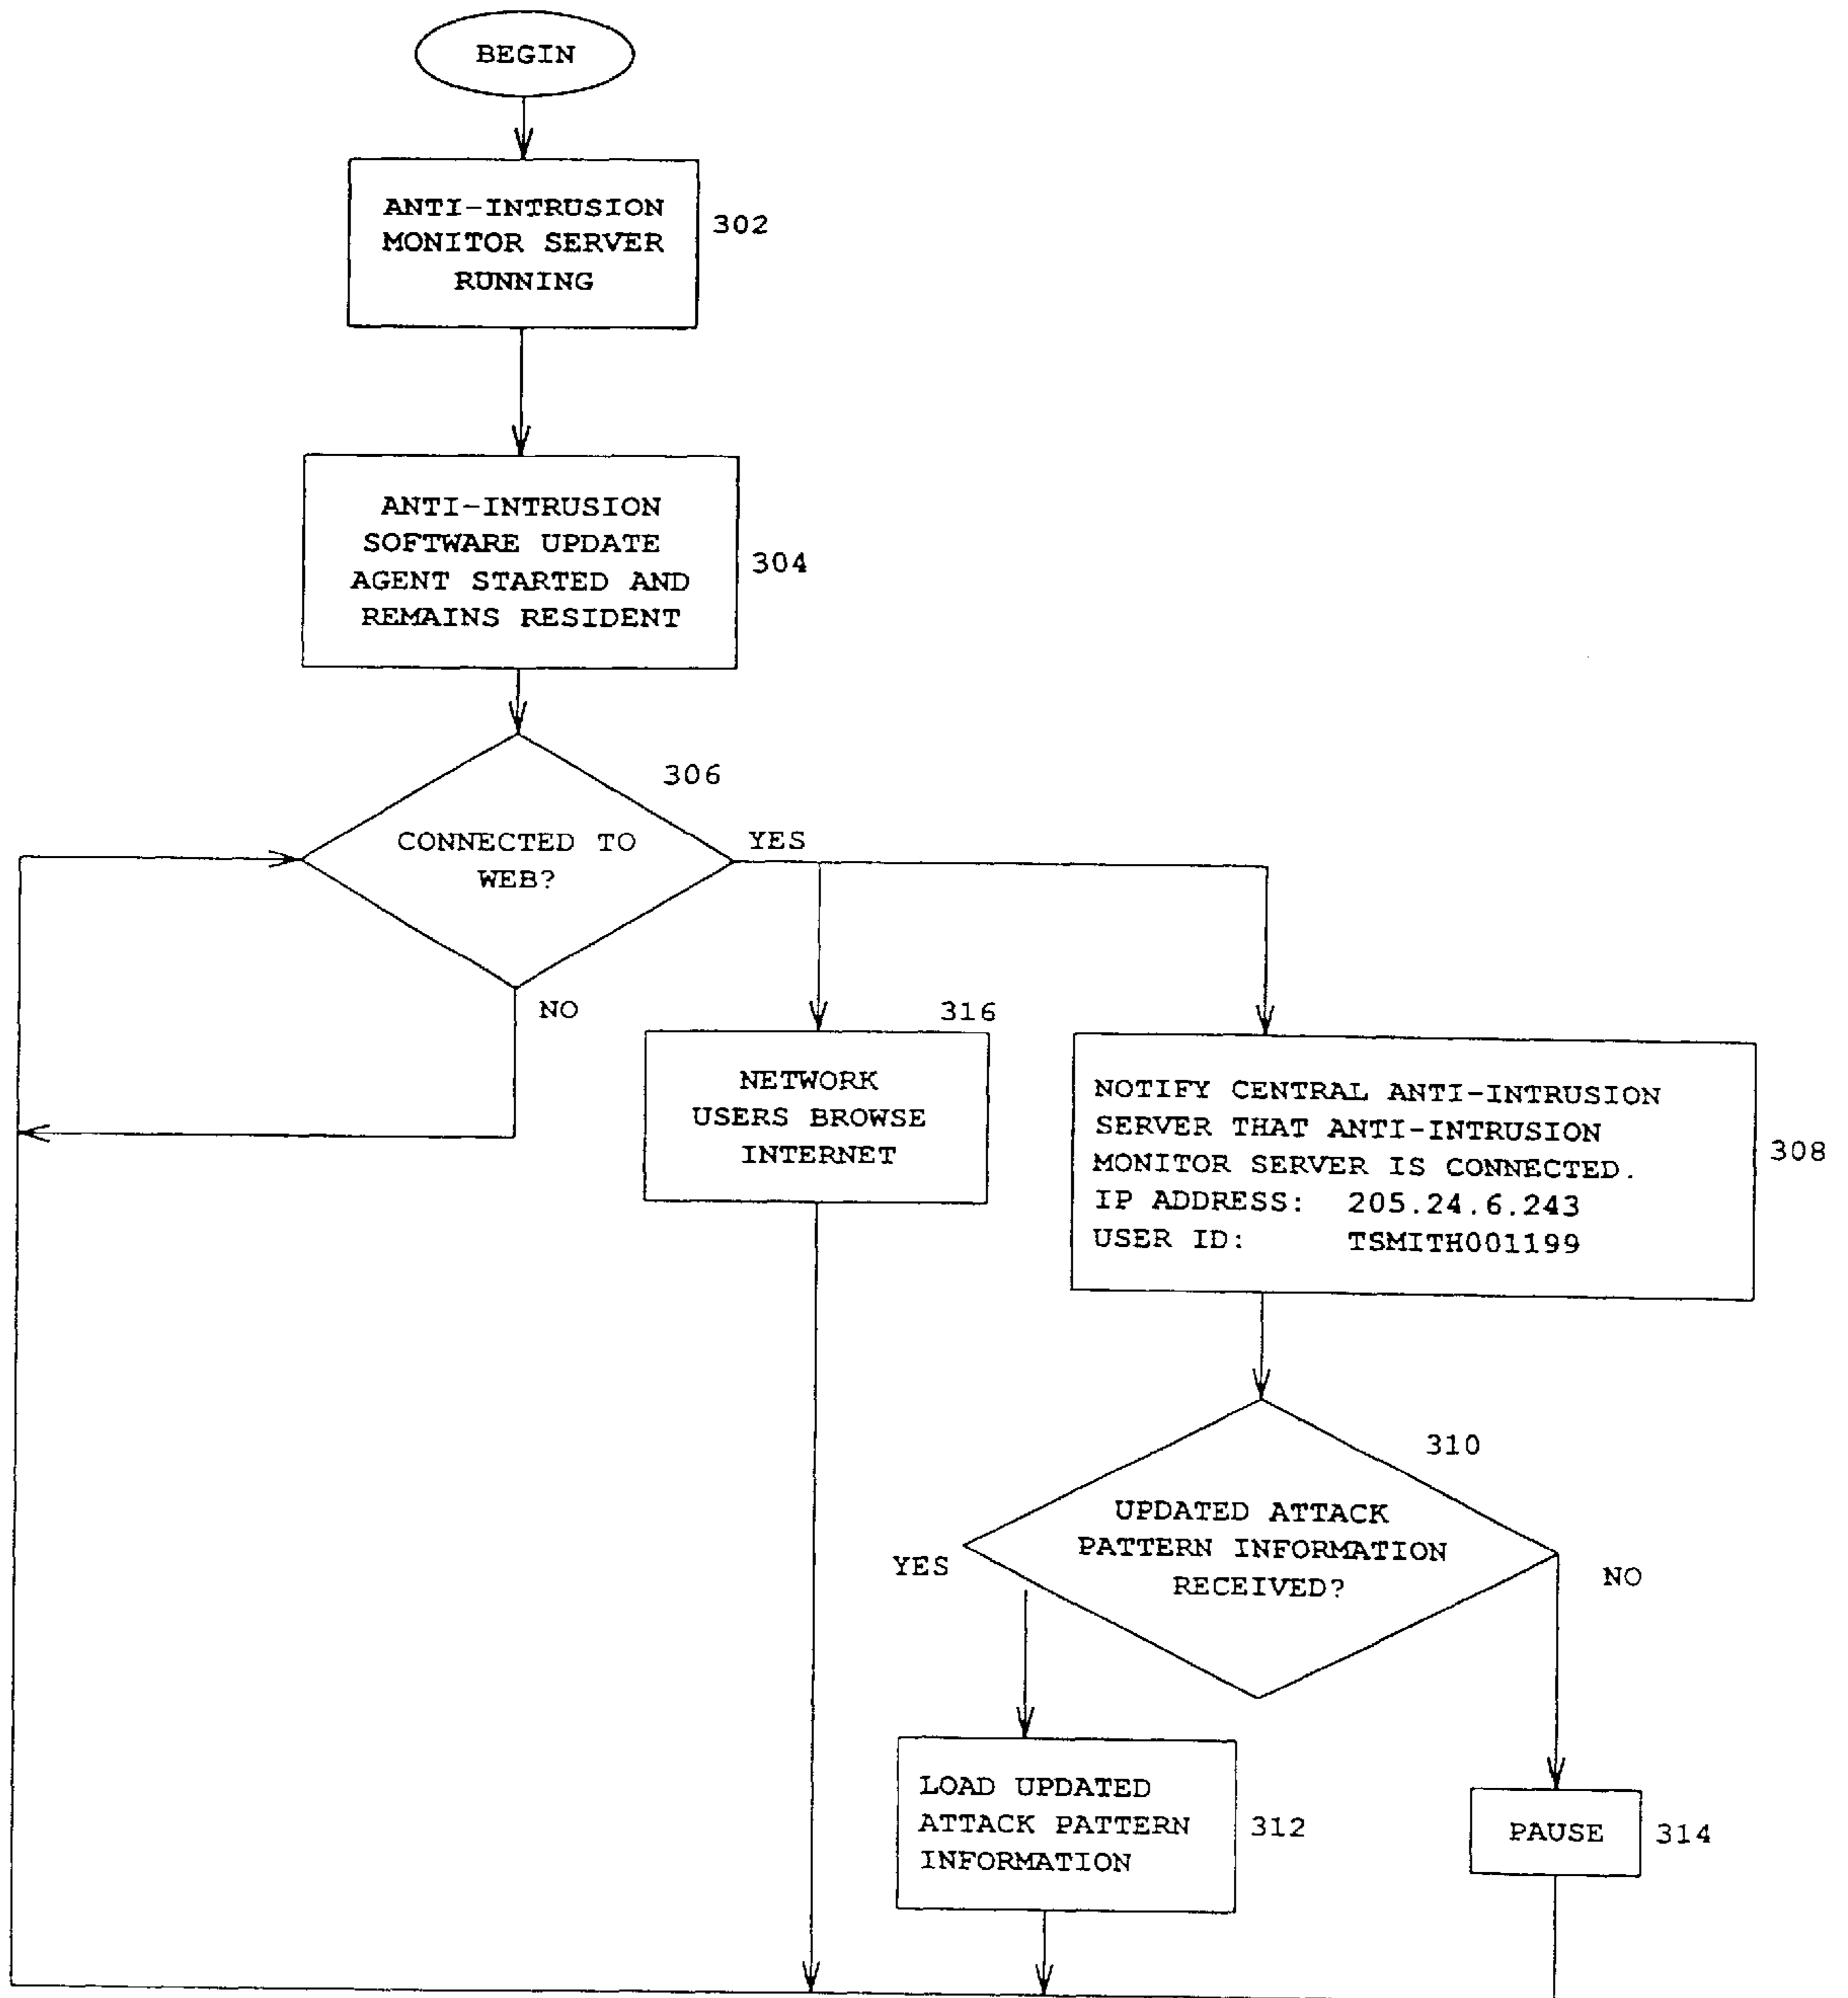 BEGIN
ANTI-INTRUSION
MONITOR SERVER
RUNNING
302
ANTI-INTRUSION
SOFTWARE UPDATE
AGENT STARTED AND
REMAINS RESIDENT
304
306
CONNECTED TO
WEB?
YES
NO
316
NETWORK
USERS BROWSE
INTERNET
NOTIFY CENTRAL ANTI-INTRUSION
SERVER THAT ANTI-INTRUSION
MONITOR SERVER IS CONNECTED.
IP ADDRESS: 205.24.6.243
USER ID: TSMITH001199
308
310
UPDATED ATTACK
PATTERN INFORMATION
RECEIVED?
YES
NO
LOAD UPDATED
ATTACK PATTERN
INFORMATION
312
PAUSE
314